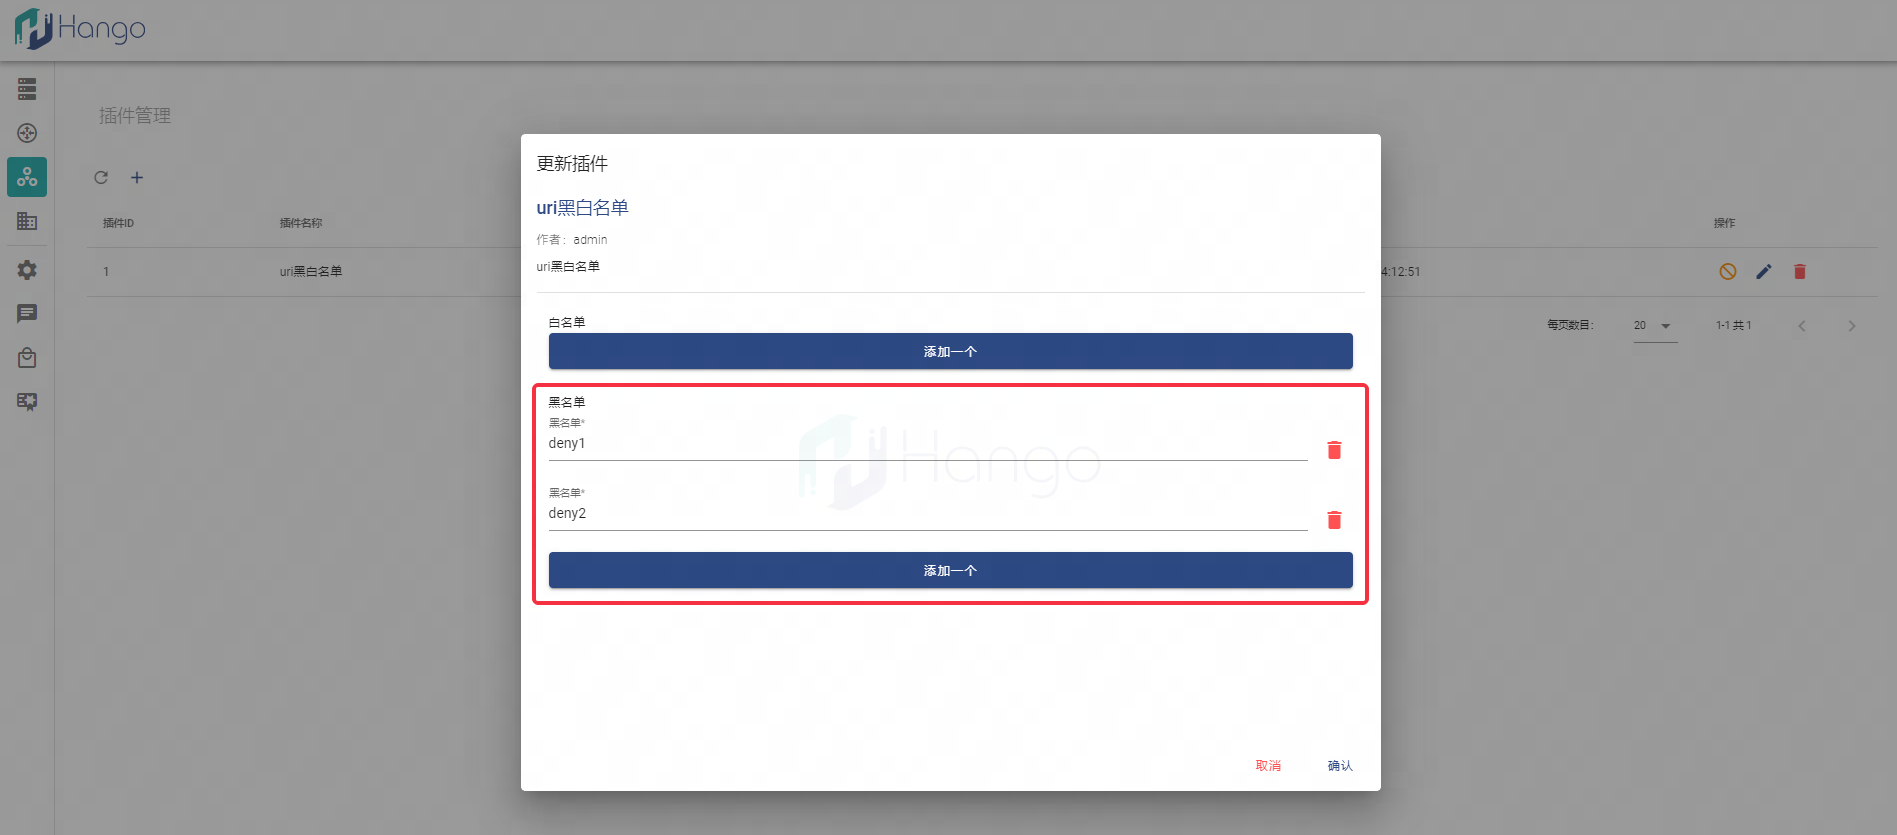 Hango
插件管理
插件ID 插件名称 操作
1 uri黑白名单 4:12:51
每页数目: 20 1-1 共 1
更新插件
uri黑白名单
作者: admin
uri黑白名单
白名单
添加一个
黑名单
黑名单*
deny1
Hango
黑名单*
deny2
添加一个
取消 确认